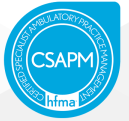 CERTIFIED SPECIALIST AMBULATORY PRACTICE MANAGEMENT
CSAPM
hfma